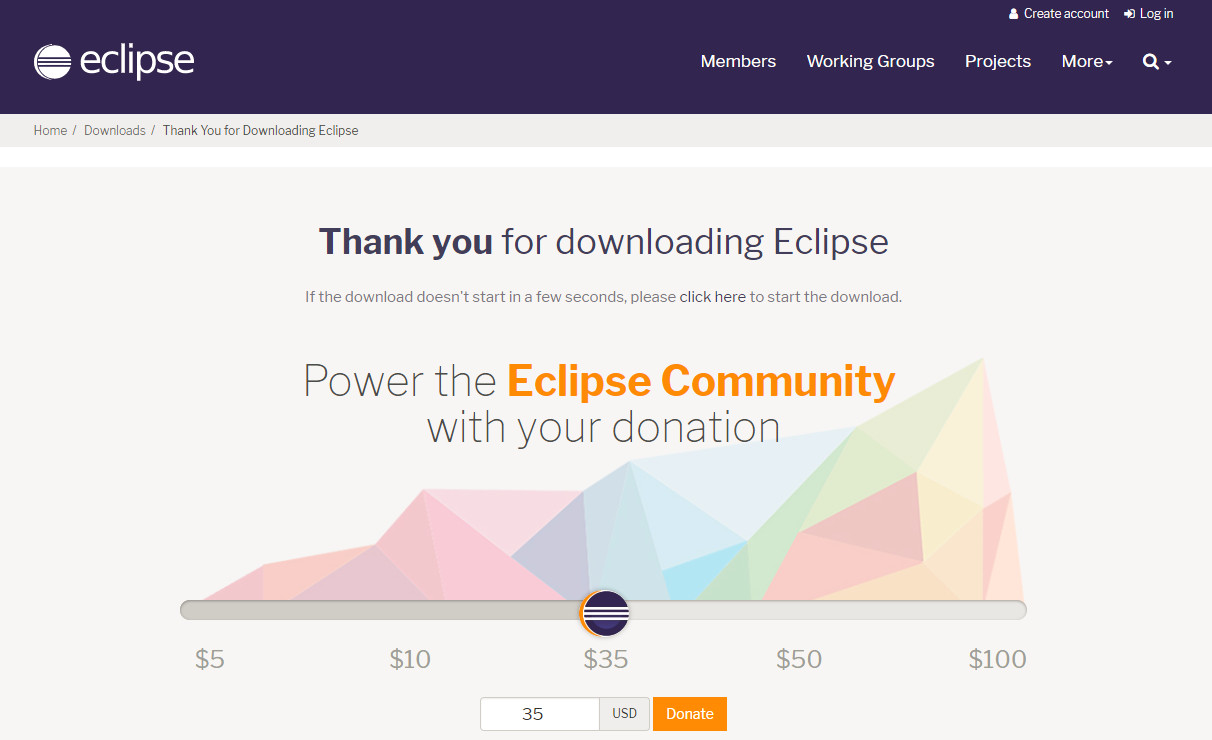 Create account Log in
eclipse
Members Working Groups Projects More
Home / Downloads / Thank You for Downloading Eclipse
Thank you for downloading Eclipse
If the download doesn't start in a few seconds, please click here to start the download.
Power the Eclipse Community
with your donation
$5 $10 $35 $50 $100
35 USD Donate